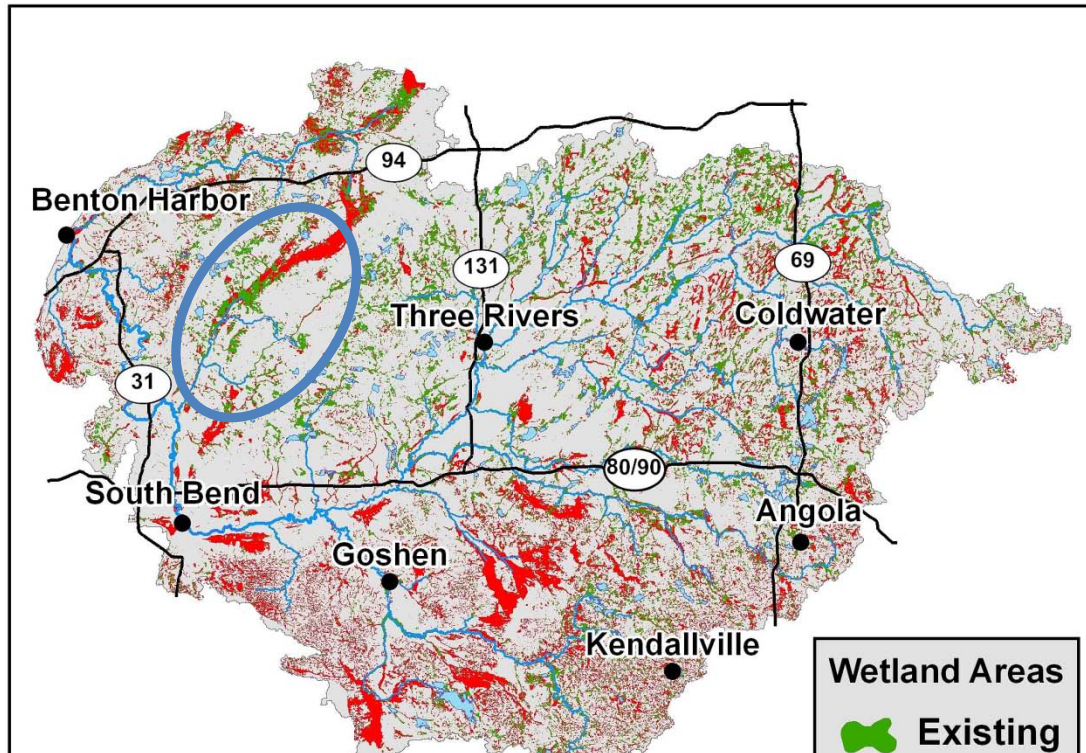 94
Benton Harbor
131
69
Three Rivers
Coldwater
31
80/90
South Bend
Angola
Goshen
Kendallville
Wetland Areas
Existing